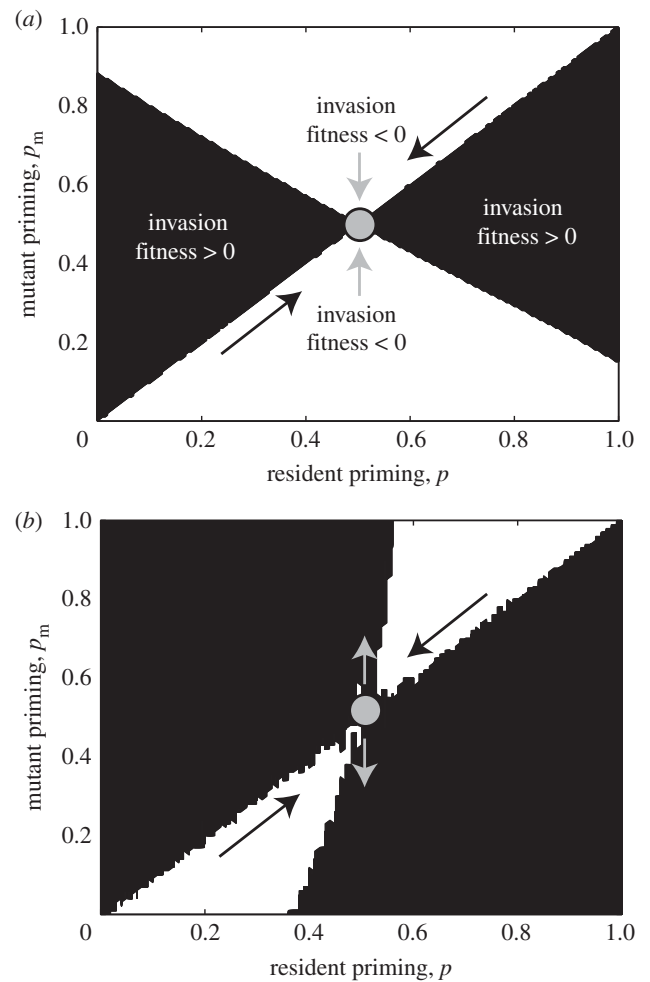 (a)
1.0
0.8
0.6
0.4
0.2
0
0.2
0.4
0.6
0.8
1.0
mutant priming, pm
invasion
fitness < 0
invasion
fitness > 0
invasion
fitness > 0
invasion
fitness < 0
resident priming, p
(b)
1.0
0.8
0.6
0.4
0.2
0
0.2
0.4
0.6
0.8
1.0
mutant priming, pm
resident priming, p